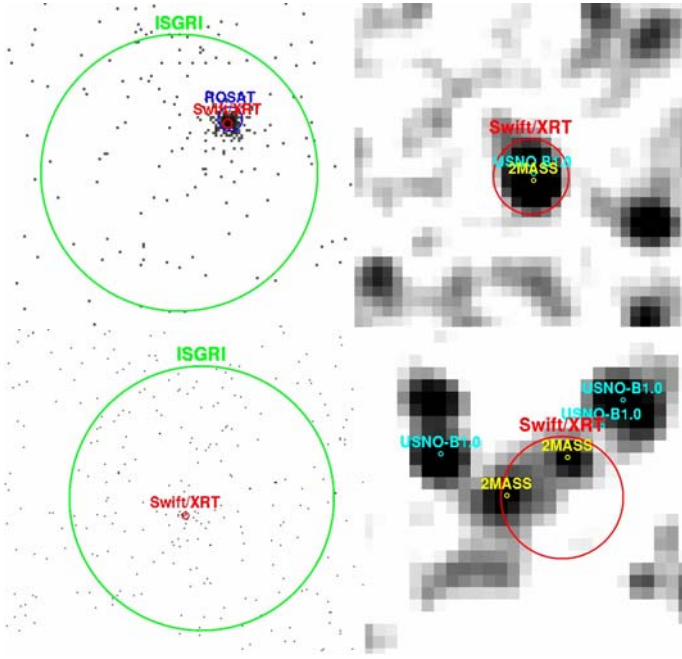 ISGRI
ROSAT
Swift/XRT
Swift/XRT
USNO B1.0
2MASS
ISGRI
Swift/XRT
USNO-B1.0
USNO-B1.0
Swift/XRT
USNO-B1.0
2MASS
2MASS